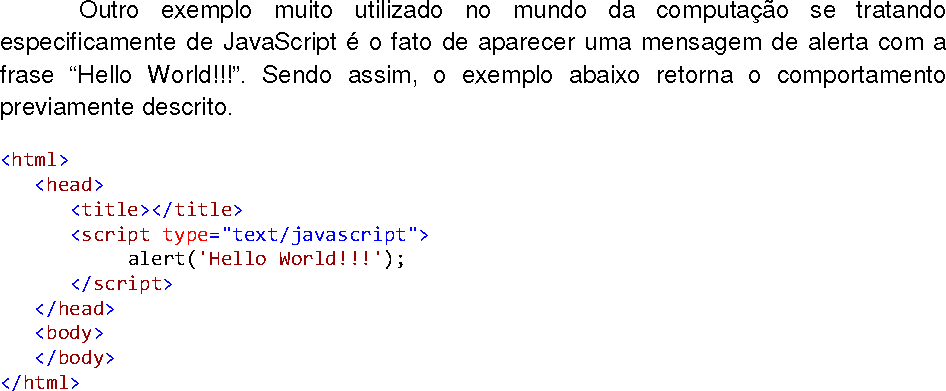 Outro exemplo muito utilizado no mundo da computação se tratando
especificamente de JavaScript é o fato de aparecer uma mensagem de alerta com a
frase “Hello World!!!”. Sendo assim, o exemplo abaixo retorna o comportamento
previamente descrito.
<html>
<head>
<title></title>
<script type="text/javascript">
alert('Hello World!!!');
</script>
</head>
<body>
</body>
</html>